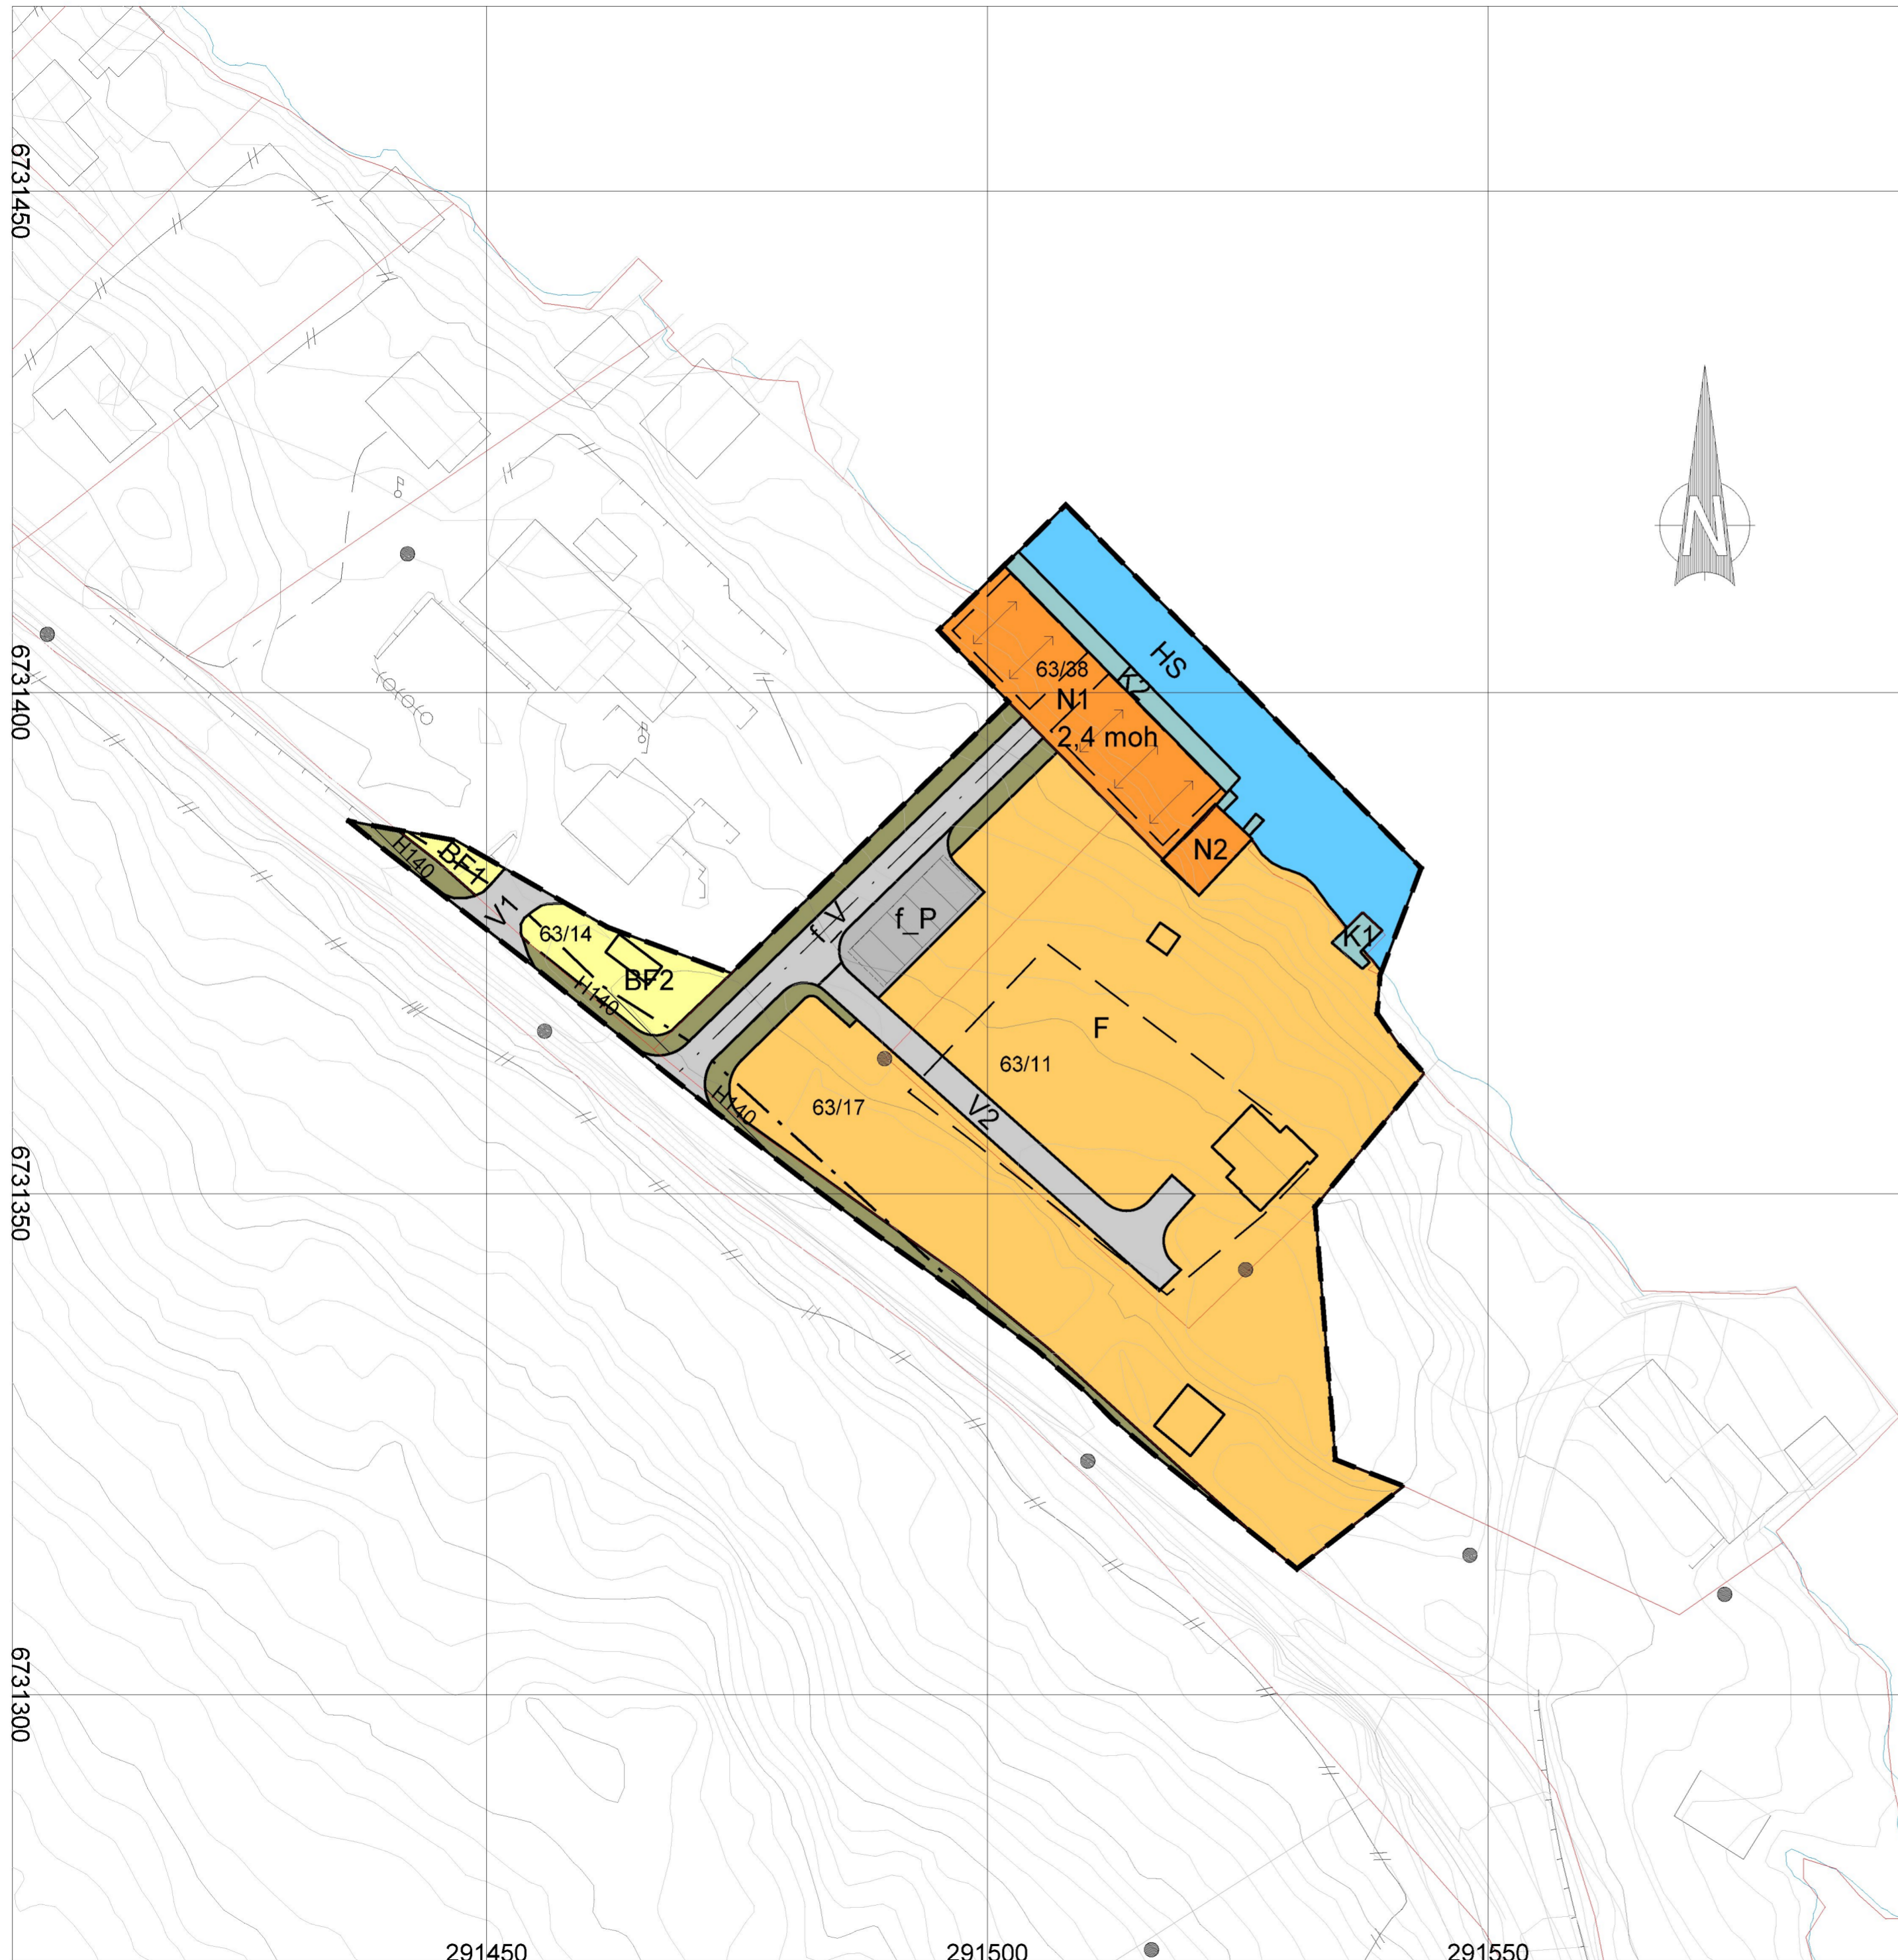 6731450
N
63/38
HS
K2
N1
6731400
2,4 moh
H140
BF1
N2
V1
f_V
f_P
63/14
K1
BF2
H140
F
63/11
H140
63/17
V2
6731350
6731300
291450
291500
291550